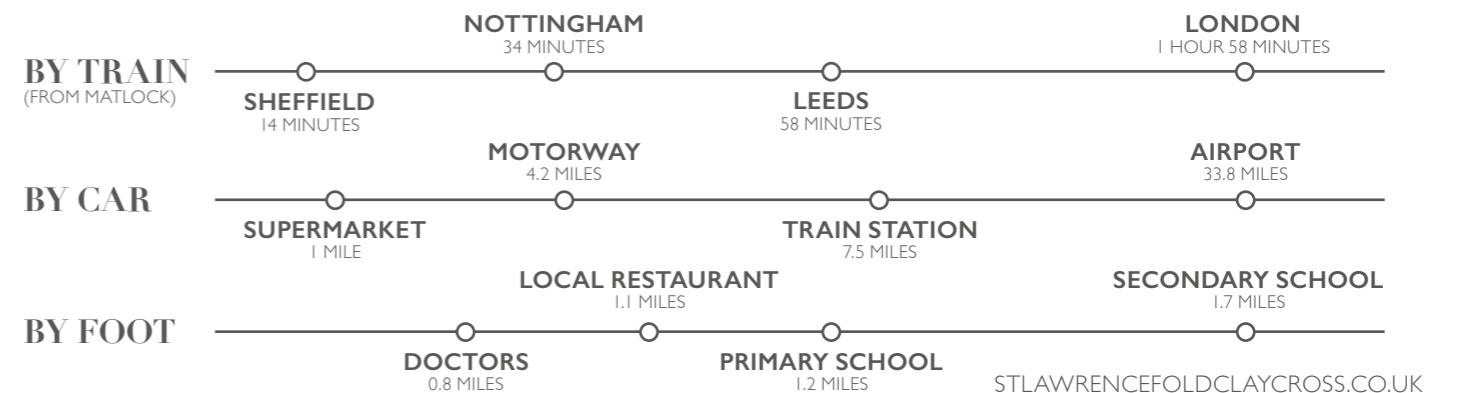 NOTTINGHAM
34 MINUTES
LONDON
1 HOUR 58 MINUTES
BY TRAIN
(FROM MATLOCK)
SHEFFIELD
14 MINUTES
LEEDS
58 MINUTES
MOTORWAY
4.2 MILES
AIRPORT
33.8 MILES
BY CAR
SUPERMARKET
1 MILE
TRAIN STATION
7.5 MILES
LOCAL RESTAURANT
1.1 MILES
SECONDARY SCHOOL
1.7 MILES
BY FOOT
DOCTORS
0.8 MILES
PRIMARY SCHOOL
1.2 MILES
STLAWRENCEFOLDCLAYCROSS.CO.UK